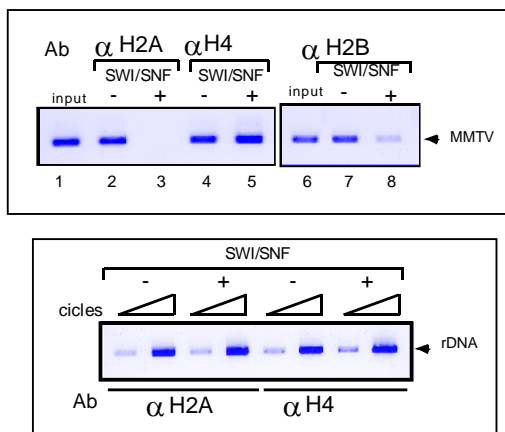 Ab α H2A αH4 α H2B
SWI/SNF SWI/SNF SWI/SNF
input - + - + input - +
MMTV
1 2 3 4 5 6 7 8
SWI/SNF
- + - +
cicles
rDNA
Ab α H2A α H4